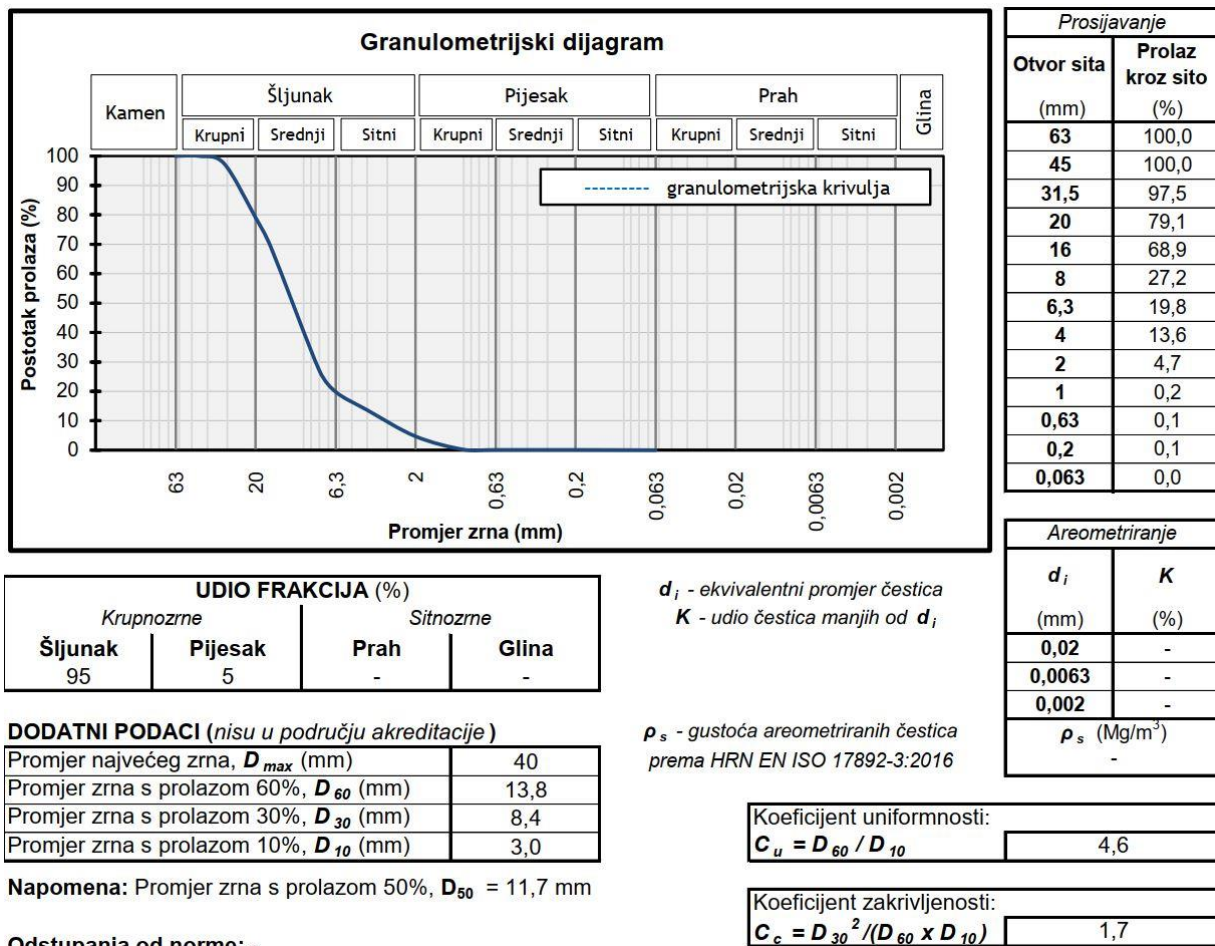 Granulometrijski dijagram
Kamen
Šljunak
Pijesak
Prah
Glina
Krupni
Srednji
Sitni
Krupni
Srednji
Sitni
Krupni
Srednji
Sitni
granulometrijska krivulja
Postotak prolaza (%)
100
90
80
70
60
50
40
30
20
10
0
63
20
6,3
2
0,63
0,2
0,063
0,02
0,0063
0,002
Promjer zrna (mm)
Prosijavanje
Otvor sita Prolaz kroz sito
(mm) (%)
63 100,0
45 100,0
31,5 97,5
20 79,1
16 68,9
8 27,2
6,3 19,8
4 13,6
2 4,7
1 0,2
0,63 0,1
0,2 0,1
0,063 0,0
Areometriranje
d i K
(mm) (%)
0,02 -
0,0063 -
0,002 -
ρ s (Mg/m³)
-
UDIO FRAKCIJA (%)
Krupnozrne Sitnozrne
Šljunak Pijesak Prah Glina
95 5 - -
d i - ekvivalentni promjer čestica
K - udio čestica manjih od d i
DODATNI PODACI (nisu u području akreditacije)
Promjer najvećeg zrna, D max (mm) 40
Promjer zrna s prolazom 60%, D 60 (mm) 13,8
Promjer zrna s prolazom 30%, D 30 (mm) 8,4
Promjer zrna s prolazom 10%, D 10 (mm) 3,0
ρ s - gustoća areometriranih čestica
prema HRN EN ISO 17892-3:2016
Koeficijent uniformnosti:
C u = D 60 / D 10 4,6
Napomena: Promjer zrna s prolazom 50%, D50 = 11,7 mm
Koeficijent zakrivljenosti:
C c = D 30 ² /(D 60 x D 10) 1,7
Odstupanja od norme: -